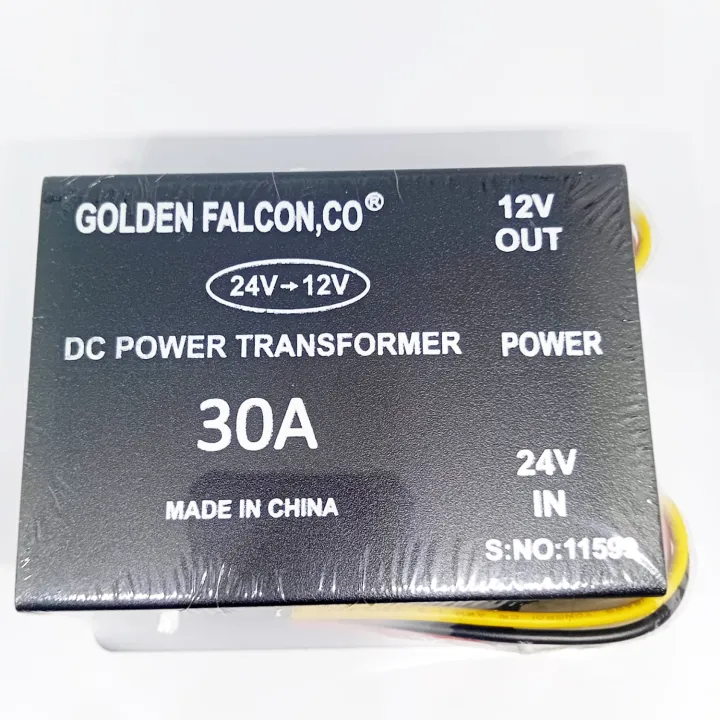 GOLDEN FALCON,CO®
24V→12V
DC POWER TRANSFORMER
30A
MADE IN CHINA
12V
OUT
POWER
24V
IN